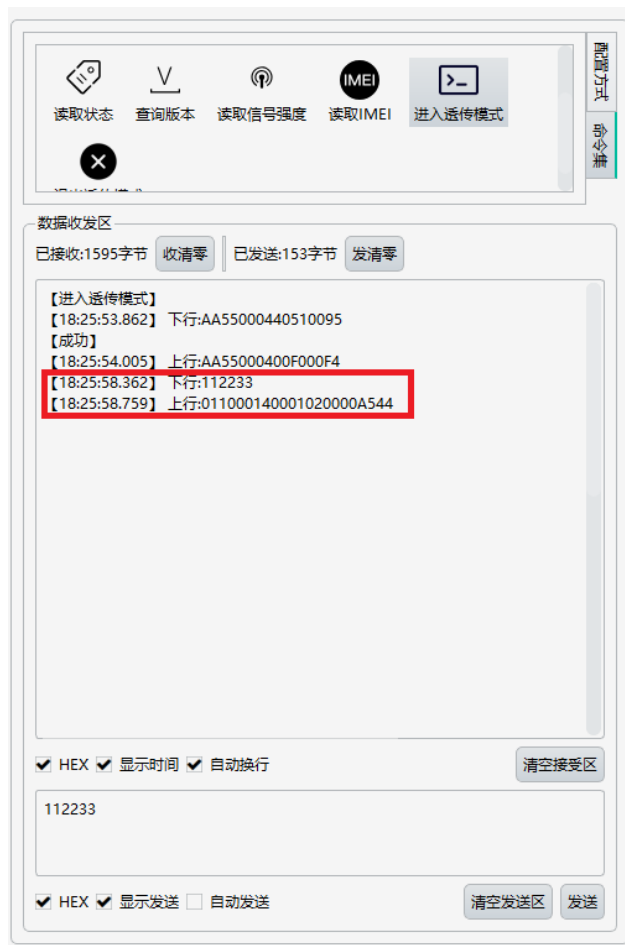 配置方式
命令集
读取状态
查询版本
读取信号强度
IMEI
读取IMEI
进入透传模式
数据收发区
已接收:1595字节 收清零 已发送:153字节 发清零
【进入透传模式】
【18:25:53.862】 下行:AA55000440510095
【成功】
【18:25:54.005】 上行:AA55000400F000F4
【18:25:58.362】 下行:112233
【18:25:58.759】 上行:011000140001020000A544
HEX 显示时间 自动换行 清空接受区
112233
HEX 显示发送 自动发送 清空发送区 发送